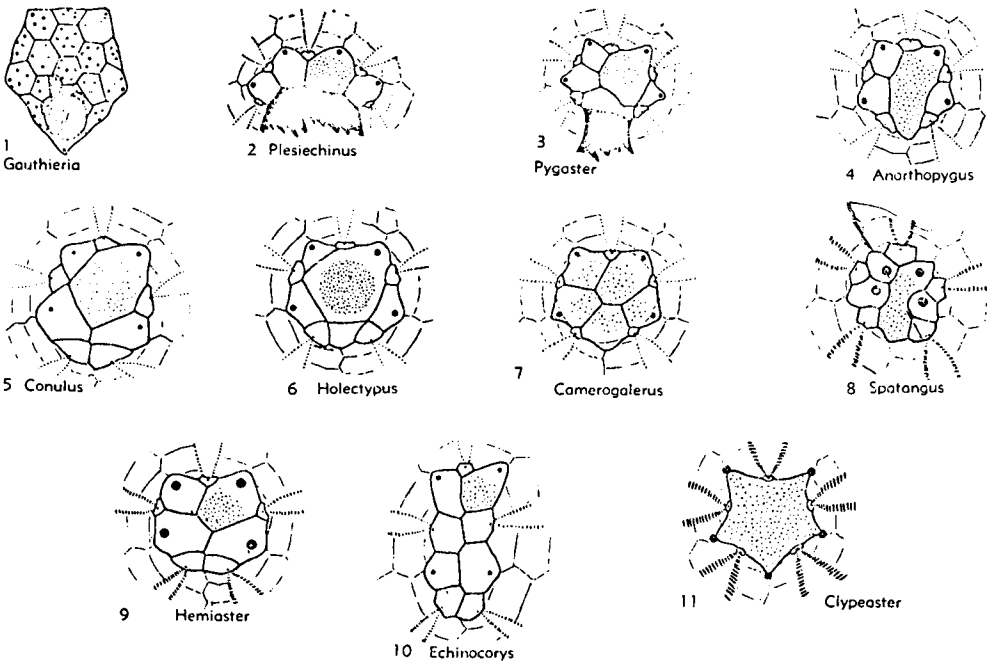 1
Gauthieria
2 Plesiechinus
3
Pygaster
4 Anorthopygus
5 Conulus
6 Holectypus
7
Camerogalerus
8 Spatangus
9 Hemiaster
10 Echinocorys
11 Clypeaster